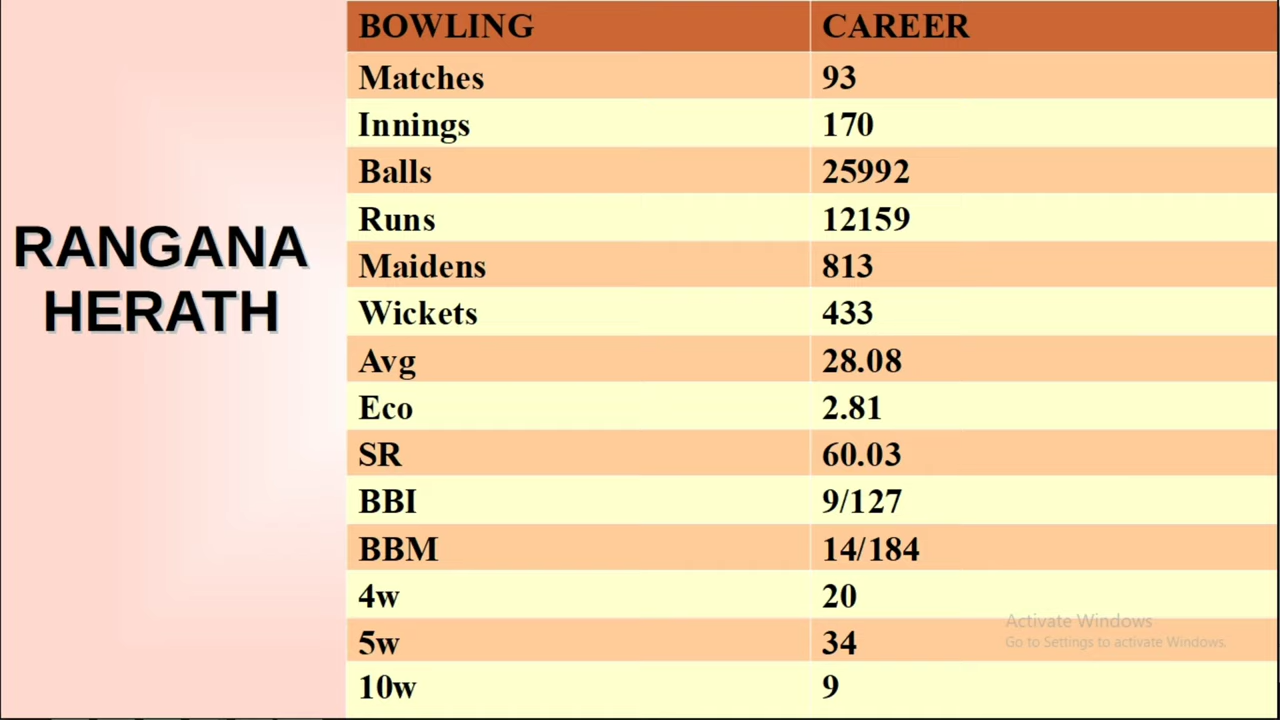 RANGANA
HERATH
BOWLING CAREER
Matches 93
Innings 170
Balls 25992
Runs 12159
Maidens 813
Wickets 433
Avg 28.08
Eco 2.81
SR 60.03
BBI 9/127
BBM 14/184
4w 20
5w 34
10w 9
Activate Windows
Go to Settings to activate Windows.